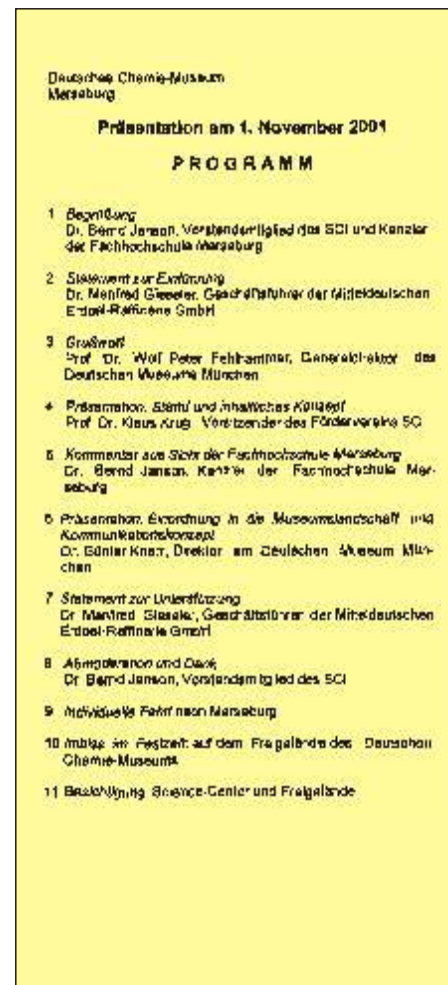 Deutsches Chemie-Museum
Merseburg
Präsentation am 1. November 2001
PROGRAMM
1 Begrüßung
Dr. Bernd Janson, Vorstandsmitglied des SCI und Kanzler
der Fachhochschule Merseburg
2 Statement zur Einführung
Dr. Manfred Gieseler, Geschäftsführer der Mitteldeutschen
Erdoel-Raffinerie GmbH
3 Grußwort
Prof. Dr. Wolf Peter Fehlhammer, Generaldirektor des
Deutschen Museums München
4 Präsentation: Stand und inhaltliches Konzept
Prof. Dr. Klaus Krug, Vorsitzender des Fördervereins SCI
5 Kommentar aus Sicht der Fachhochschule Merseburg
Dr. Bernd Janson, Kanzler der Fachhochschule Mer-
seburg
6 Präsentation: Einordnung in die Museumslandschaft und
Kommunikationskonzept
Dr. Günter Knerr, Direktor am Deutschen Museum Mün-
chen
7 Statement zur Unterstützung
Dr. Manfred Gieseler, Geschäftsführer der Mitteldeutschen
Erdoel-Raffinerie GmbH
8 Abmoderation und Dank
Dr. Bernd Janson, Vorstandsmitglied des SCI
9 Individuelle Fahrt nach Merseburg
10 Imbiss im Festzelt auf dem Freigelände des Deutschen
Chemie-Museums
11 Besichtigung Science-Center und Freigelände